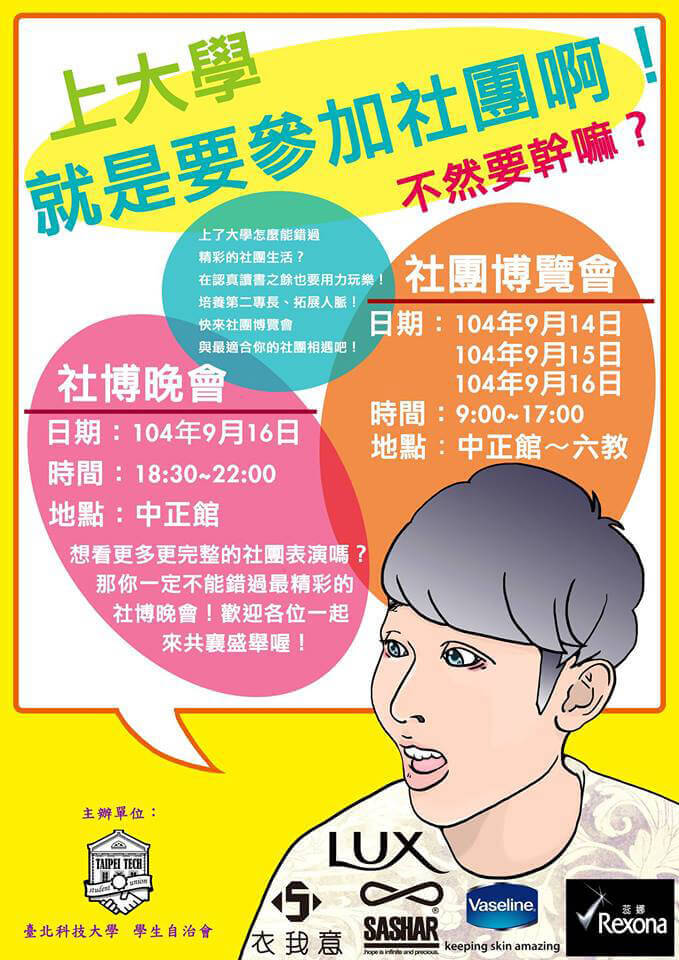 上大學
就是要參加社團啊！
不然要幹嘛？
上了大學怎麼能錯過
精彩的社團生活？
在認真讀書之餘也要用力玩樂！
培養第二專長、拓展人脈！
快來社團博覽會
與最適合你的社團相遇吧！
社團博覽會
日期：104年9月14日
104年9月15日
104年9月16日
時間：9:00~17:00
地點：中正館～六教
社博晚會
日期：104年9月16日
時間：18:30~22:00
地點：中正館
想看更多更完整的社團表演嗎？
那你一定不能錯過最精彩的
社博晚會！歡迎各位一起
來共襄盛舉喔！
主辦單位：
TAIPEI TECH
student union
臺北科技大學 學生自治會
LUX
衣我意
SASHAR®
hope is infinite and precious.
Vaseline.
keeping skin amazing
蕊娜
Rexona